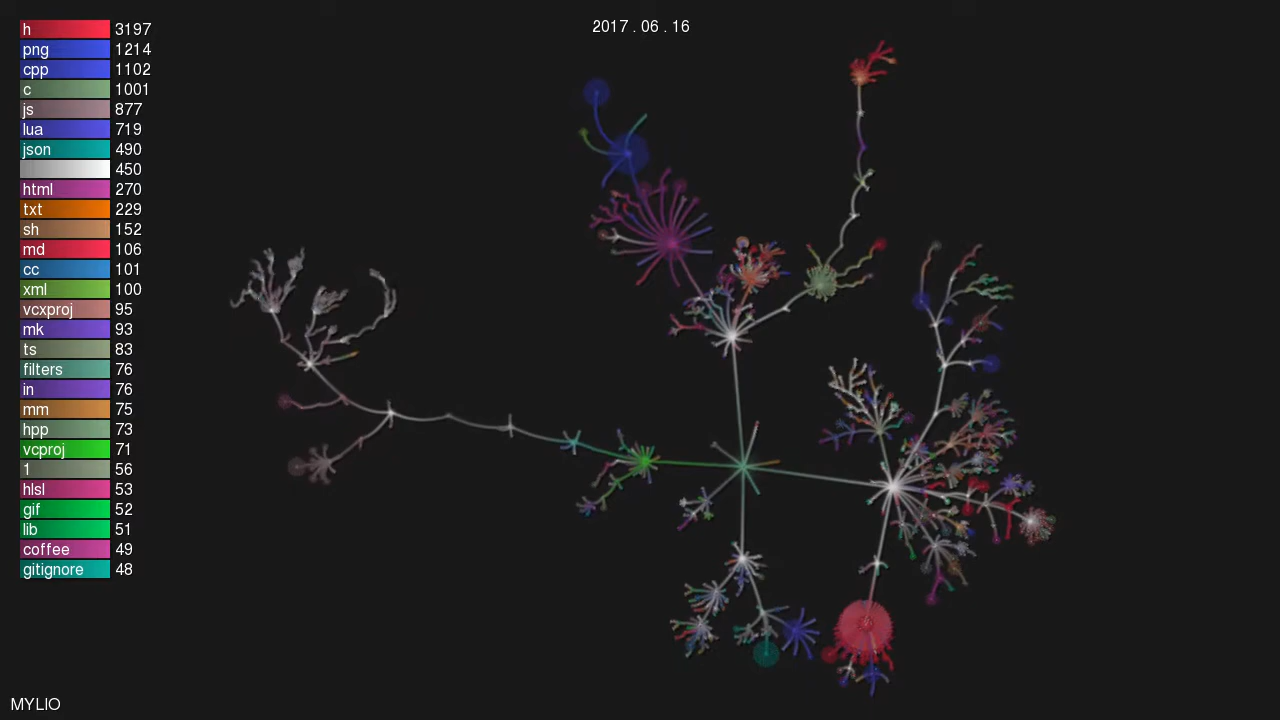 2017 . 06 . 16
h 3197
png 1214
cpp 1102
c 1001
js 877
lua 719
json 490
450
html 270
txt 229
sh 152
md 106
cc 101
xml 100
vcxproj 95
mk 93
ts 83
filters 76
in 76
mm 75
hpp 73
vcproj 71
1 56
hlsl 53
gif 52
lib 51
coffee 49
gitignore 48
MYLIO